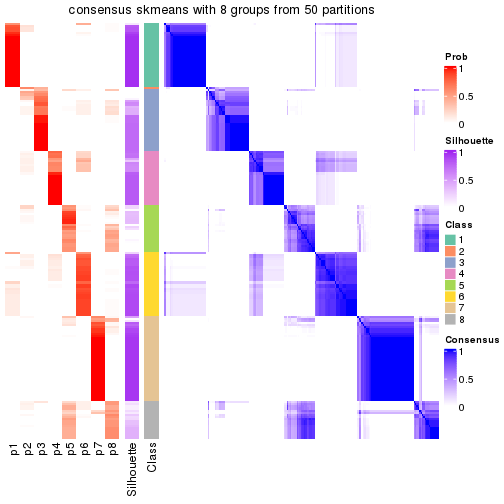 consensus skmeans with 8 groups from 50 partitions
Prob
1
0.5
0
Silhouette
1
0.5
0
Class
1
2
3
4
5
6
7
8
Consensus
1
0.5
0
p1
p2
p3
p4
p5
p6
p7
p8
Silhouette
Class